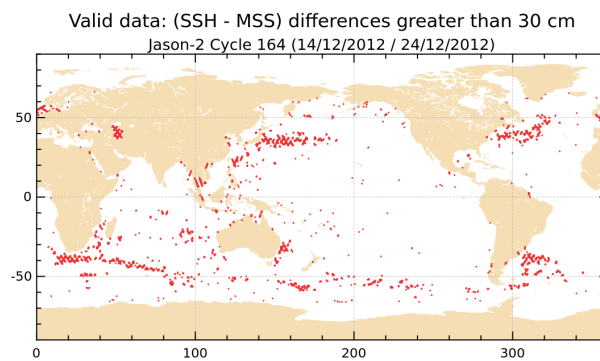 Valid data: (SSH - MSS) differences greater than 30 cm
Jason-2 Cycle 164 (14/12/2012 / 24/12/2012)
50
0
-50
0 100 200 300